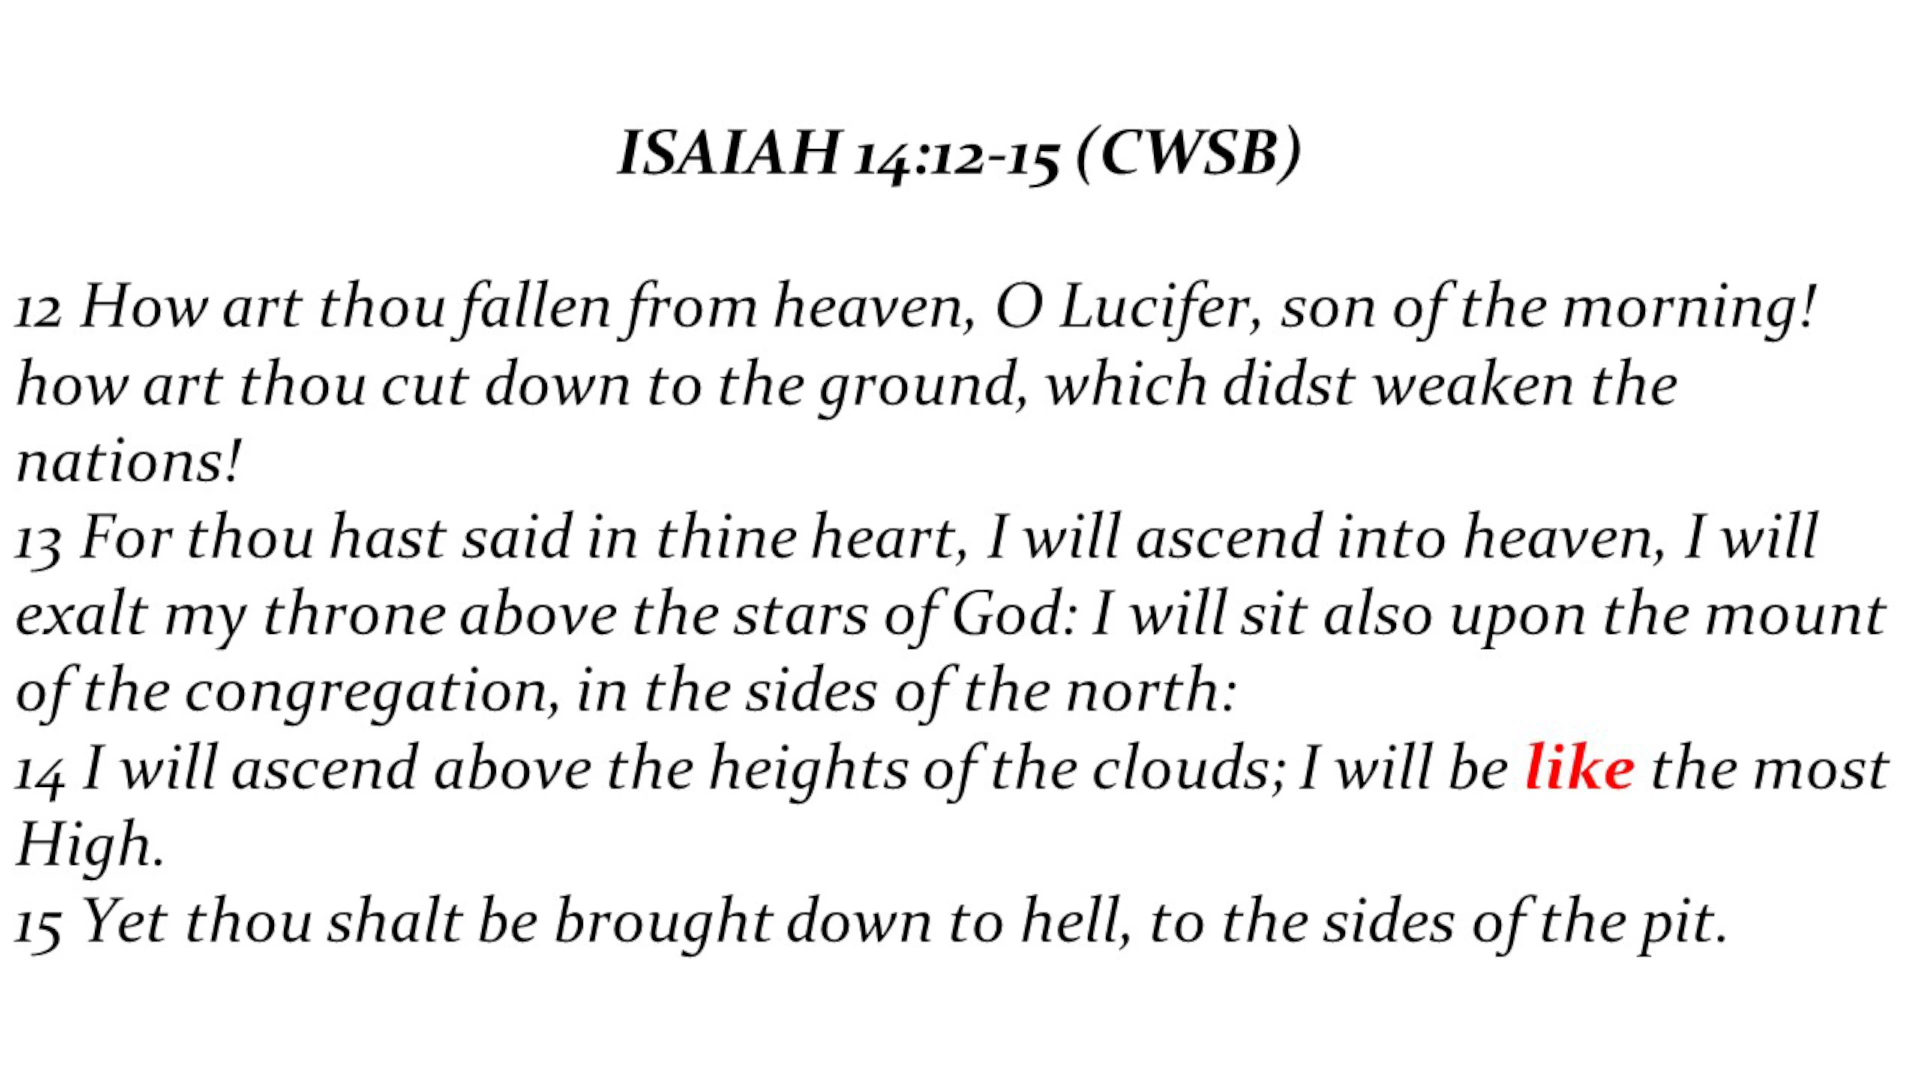 ISAIAH 14:12-15 (CWSB)
12 How art thou fallen from heaven, O Lucifer, son of the morning!
how art thou cut down to the ground, which didst weaken the
nations!
13 For thou hast said in thine heart, I will ascend into heaven, I will
exalt my throne above the stars of God: I will sit also upon the mount
of the congregation, in the sides of the north:
14 I will ascend above the heights of the clouds; I will be like the most
High.
15 Yet thou shalt be brought down to hell, to the sides of the pit.